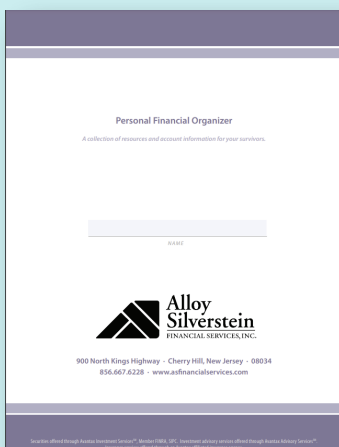 Personal Financial Organizer
A collection of resources and account information for your survivors.
NAME
Alloy
Silverstein
FINANCIAL SERVICES, INC.
900 North Kings Highway - Cherry Hill, New Jersey - 08034
856.667.6228 - www.asfinancialservices.com
Securities offered through Avantax Investment Services℠, Member FINRA, SIPC. Investment advisory services offered through Avantax Advisory Services℠.